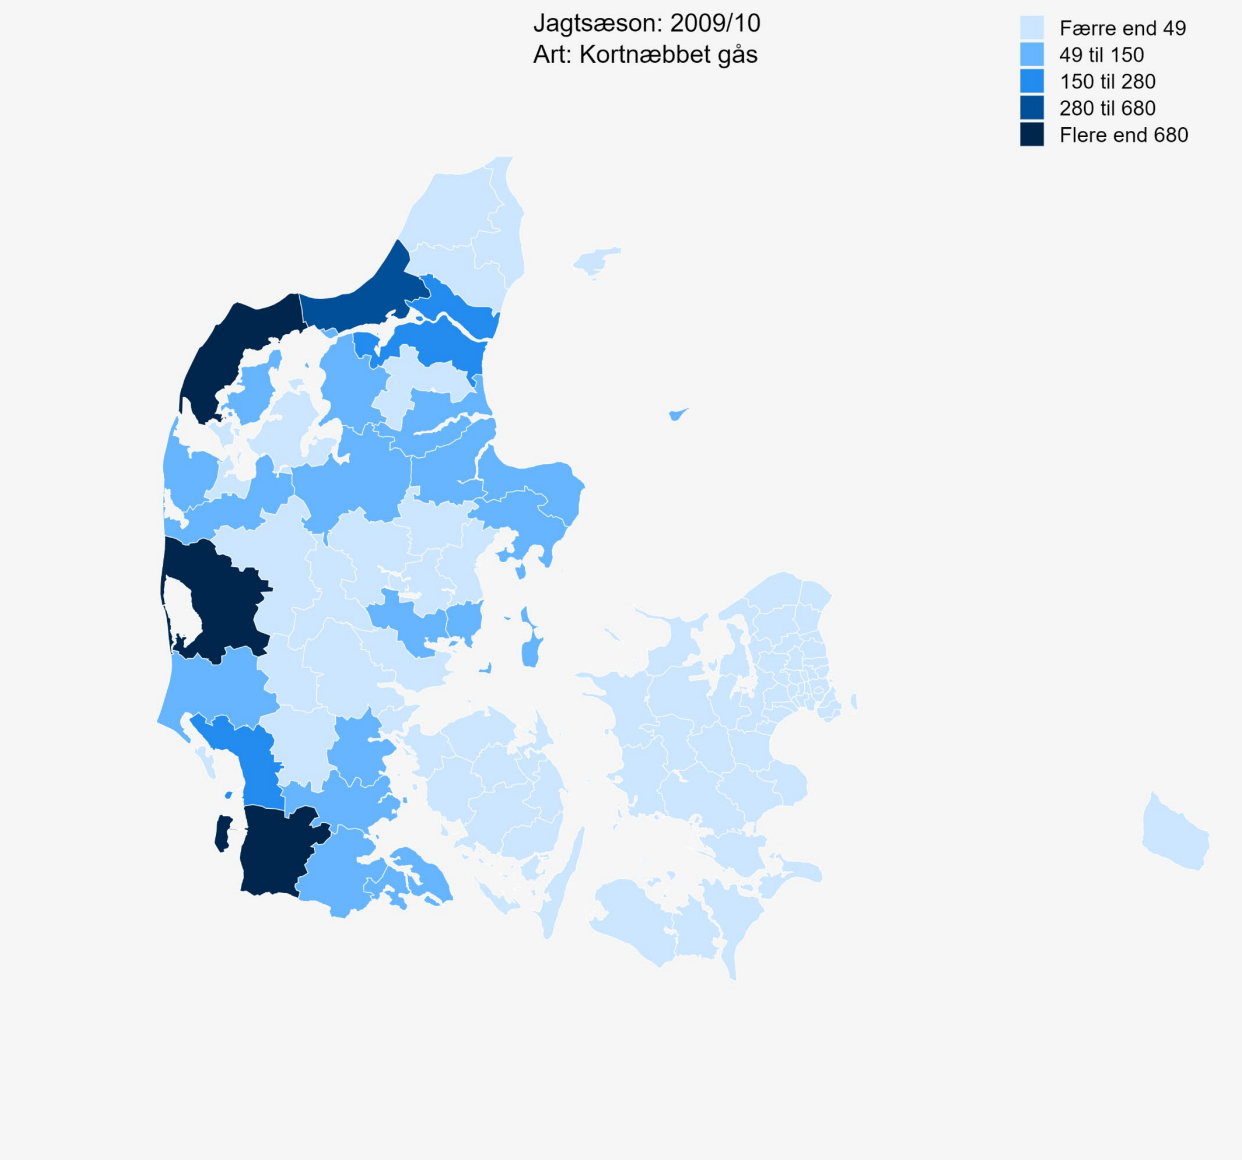 Jagtsæson: 2009/10
Art: Kortnæbbet gås
Færre end 49
49 til 150
150 til 280
280 til 680
Flere end 680